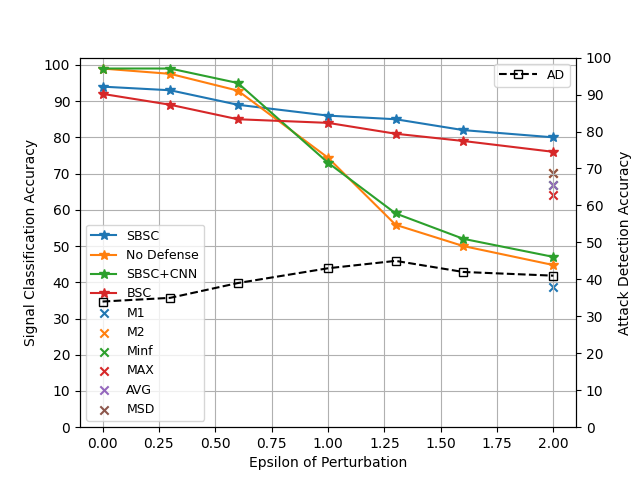 100
90
80
70
60
50
40
30
20
10
0
Signal Classification Accuracy
SBSC
No Defense
SBSC+CNN
BSC
M1
M2
Minf
MAX
AVG
MSD
AD
100
90
80
70
60
50
40
30
20
10
0
Attack Detection Accuracy
0.00 0.25 0.50 0.75 1.00 1.25 1.50 1.75 2.00
Epsilon of Perturbation